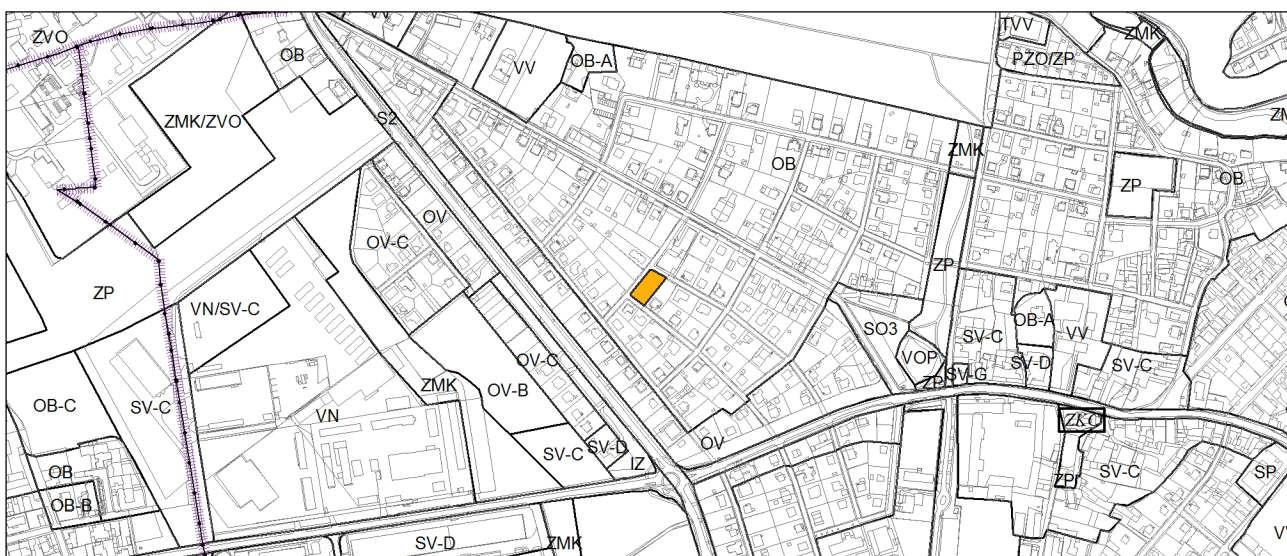 ZVO
OB
VV
VV
OB-A
TVV
ZMK
PZO/ZP
ZMK/ZVO
S2
OB
ZMK
ZP
OB
OV
OV-C
ZP
ZP
VN/SV-C
SO3
SV-C
OB-A
VV
VOP
SV-D
SV-C
SV-G
ZP
OV-C
OV-B
ZMK
OB-C
SV-C
VN
ZKC
OV
SV-D
SV-C
IZ
OB
OB-B
ZP
SV-C
SP
SV-D
ZMK